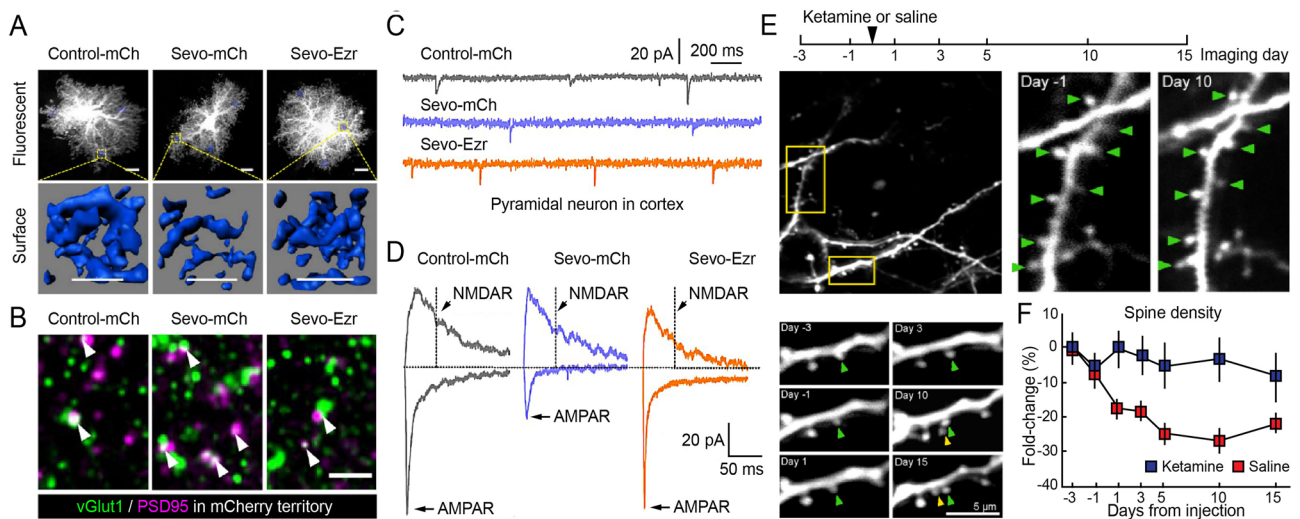 A
Control-mCh
Sevo-mCh
Sevo-Ezr
Fluorescent
Surface
B
Control-mCh
Sevo-mCh
Sevo-Ezr
vGlut1 / PSD95 in mCherry territory
C
Control-mCh
20 pA
200 ms
Sevo-mCh
Sevo-Ezr
Pyramidal neuron in cortex
D
Control-mCh
Sevo-mCh
Sevo-Ezr
NMDAR
NMDAR
NMDAR
AMPAR
AMPAR
AMPAR
20 pA
50 ms
E
Ketamine or saline
-3 -1 1 3 5 10 15 Imaging day
Day -1
Day 10
Day -3
Day 3
Day -1
Day 10
Day 1
Day 15
5 µm
F
Spine density
Fold-change (%)
0
-10
-20
-30
-40
Ketamine
Saline
-3 -1 1 3 5 10 15
Days from injection